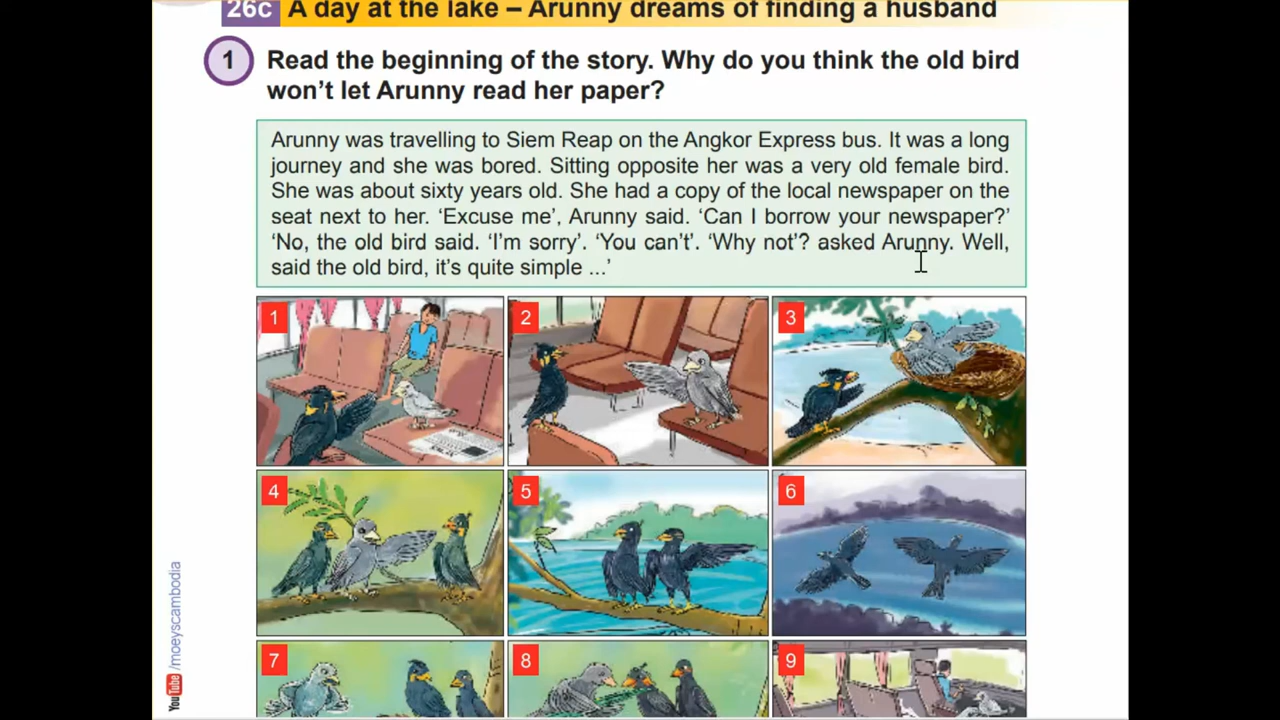 26c A day at the lake – Arunny dreams of finding a husband
1 Read the beginning of the story. Why do you think the old bird
won’t let Arunny read her paper?
Arunny was travelling to Siem Reap on the Angkor Express bus. It was a long
journey and she was bored. Sitting opposite her was a very old female bird.
She was about sixty years old. She had a copy of the local newspaper on the
seat next to her. ‘Excuse me’, Arunny said. ‘Can I borrow your newspaper?’
‘No, the old bird said. ‘I’m sorry’. ‘You can’t’. ‘Why not’? asked Arunny. Well,
said the old bird, it’s quite simple ...’
1
2
3
4
5
6
7
8
9
YouTube /moeyscambodia